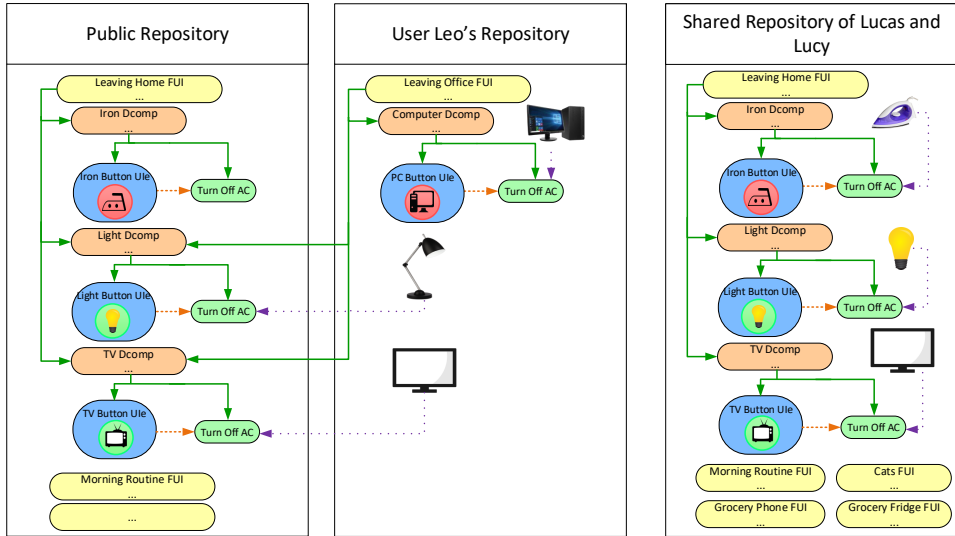 Public Repository
Leaving Home FUI
...
Iron Dcomp
...
Iron Button UIe
Turn Off AC
Light Dcomp
...
Light Button UIe
Turn Off AC
TV Dcomp
...
TV Button UIe
Turn Off AC
Morning Routine FUI
...
...
User Leo's Repository
Leaving Office FUI
...
Computer Dcomp
...
PC Button UIe
Turn Off AC
Shared Repository of Lucas and
Lucy
Leaving Home FUI
...
Iron Dcomp
...
Iron Button UIe
Turn Off AC
Light Dcomp
...
Light Button UIe
Turn Off AC
TV Dcomp
...
TV Button UIe
Turn Off AC
Morning Routine FUI
...
Cats FUI
...
Grocery Phone FUI
...
Grocery Fridge FUI
...